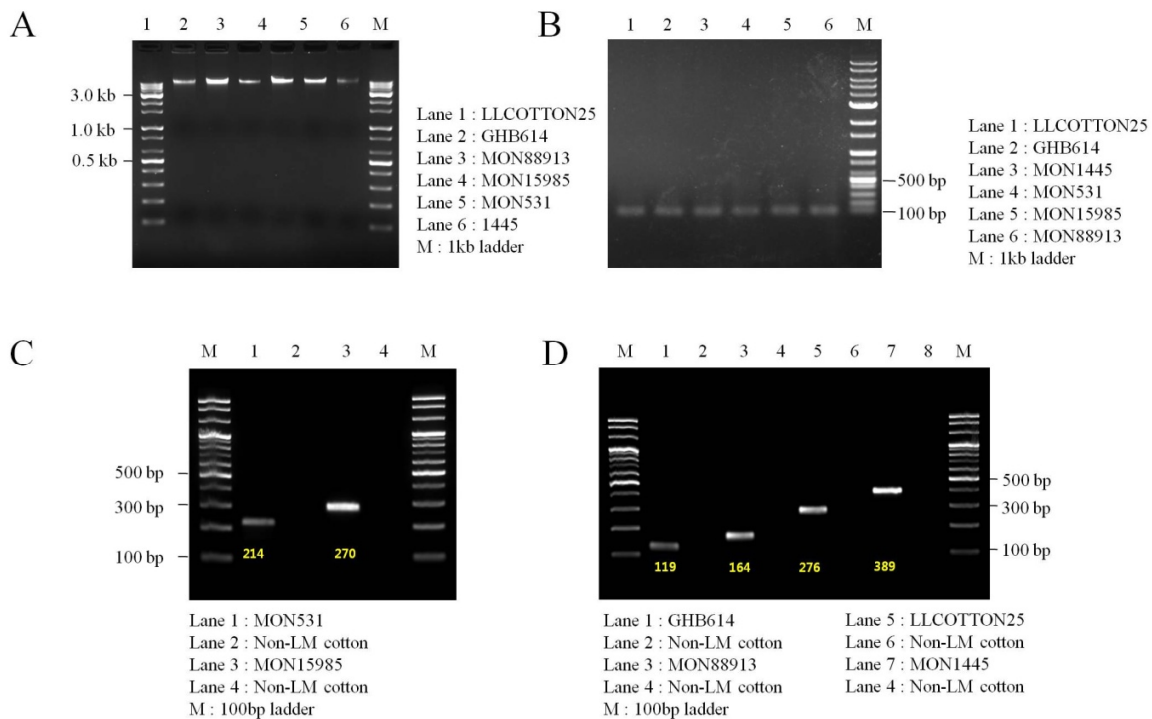 A
1 2 3 4 5 6 M
3.0 kb
1.0 kb
0.5 kb
Lane 1 : LLCOTTON25
Lane 2 : GHB614
Lane 3 : MON88913
Lane 4 : MON15985
Lane 5 : MON531
Lane 6 : 1445
M : 1kb ladder
B
1 2 3 4 5 6 M
500 bp
100 bp
Lane 1 : LLCOTTON25
Lane 2 : GHB614
Lane 3 : MON1445
Lane 4 : MON531
Lane 5 : MON15985
Lane 6 : MON88913
M : 1kb ladder
C
M 1 2 3 4 M
500 bp
300 bp
100 bp
214 270
Lane 1 : MON531
Lane 2 : Non-LM cotton
Lane 3 : MON15985
Lane 4 : Non-LM cotton
M : 100bp ladder
D
M 1 2 3 4 5 6 7 8 M
500 bp
300 bp
100 bp
119 164 276 389
Lane 1 : GHB614
Lane 2 : Non-LM cotton
Lane 3 : MON88913
Lane 4 : Non-LM cotton
M : 100bp ladder
Lane 5 : LLCOTTON25
Lane 6 : Non-LM cotton
Lane 7 : MON1445
Lane 4 : Non-LM cotton